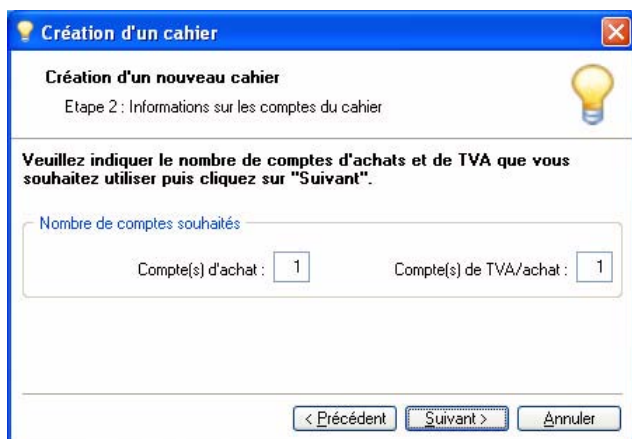 Création d'un cahier
Création d'un nouveau cahier
Etape 2 : Informations sur les comptes du cahier
Veuillez indiquer le nombre de comptes d'achats et de TVA que vous
souhaitez utiliser puis cliquez sur "Suivant".
Nombre de comptes souhaités
Compte(s) d'achat : 1 Compte(s) de TVA/achat : 1
< Précédent Suivant > Annuler